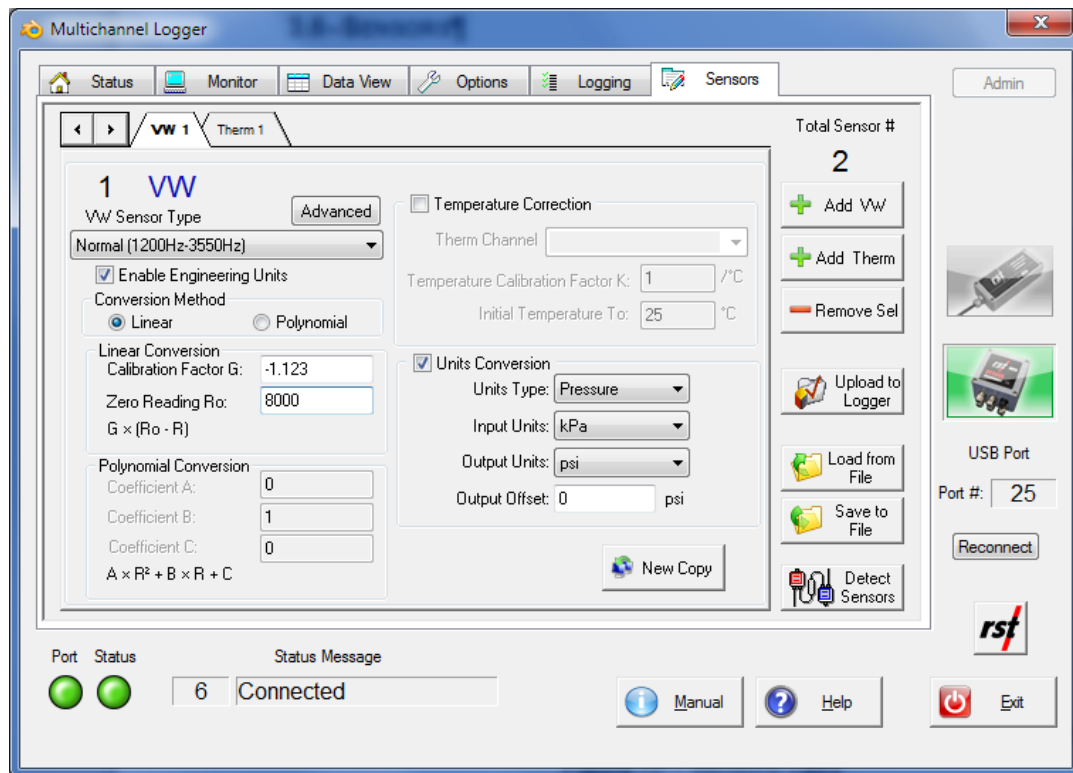 Multichannel Logger
Status Monitor Data View Options Logging Sensors
Admin
VW 1 Therm 1
Total Sensor #
2
1 VW
VW Sensor Type
Advanced
Normal (1200Hz-3550Hz)
Enable Engineering Units
Conversion Method
Linear Polynomial
Linear Conversion
Calibration Factor G: -1.123
Zero Reading Ro: 8000
G × (Ro - R)
Polynomial Conversion
Coefficient A: 0
Coefficient B: 1
Coefficient C: 0
A × R² + B × R + C
Temperature Correction
Therm Channel
Temperature Calibration Factor K: 1 /°C
Initial Temperature To: 25 °C
Units Conversion
Units Type: Pressure
Input Units: kPa
Output Units: psi
Output Offset: 0 psi
New Copy
Add VW
Add Therm
Remove Sel
Upload to
Logger
Load from
File
Save to
File
Detect
Sensors
USB Port
Port #: 25
Reconnect
rst
Port Status Status Message
6 Connected
Manual Help Exit